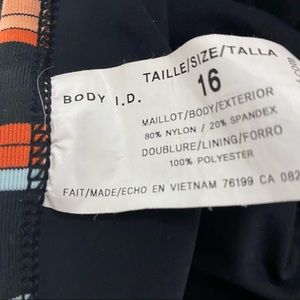 TAILLE/SIZE/TALLA
BODY I.D.
16
MAILLOT/BODY/EXTERIOR
80% NYLON / 20% SPANDEX
DOUBLURE/LINING/FORRO
100% POLYESTER
FAIT/MADE/ECHO EN VIETNAM 76199 CA 082